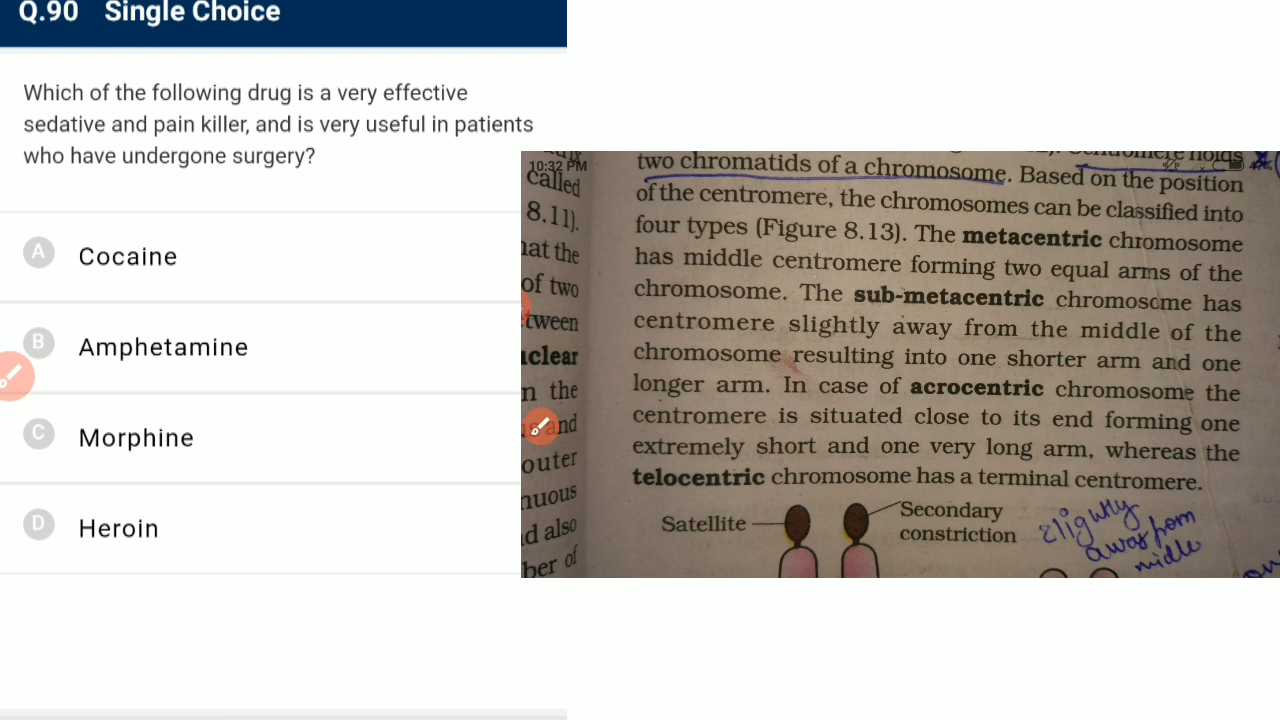 Q.90 Single Choice
Which of the following drug is a very effective
sedative and pain killer, and is very useful in patients
who have undergone surgery?
A Cocaine
B Amphetamine
C Morphine
D Heroin
10:32 PM
called
8.11).
hat the
of two
tween
uclear
n the
and
outer
nuous
d also
ber of
Centromere holds
two chromatids of a chromosome. Based on the position
of the centromere, the chromosomes can be classified into
four types (Figure 8.13). The metacentric chromosome
has middle centromere forming two equal arms of the
chromosome. The sub-metacentric chromosome has
centromere slightly away from the middle of the
chromosome resulting into one shorter arm and one
longer arm. In case of acrocentric chromosome the
centromere is situated close to its end forming one
extremely short and one very long arm, whereas the
telocentric chromosome has a terminal centromere.
Satellite
Secondary
constriction
slightly
away from
middle